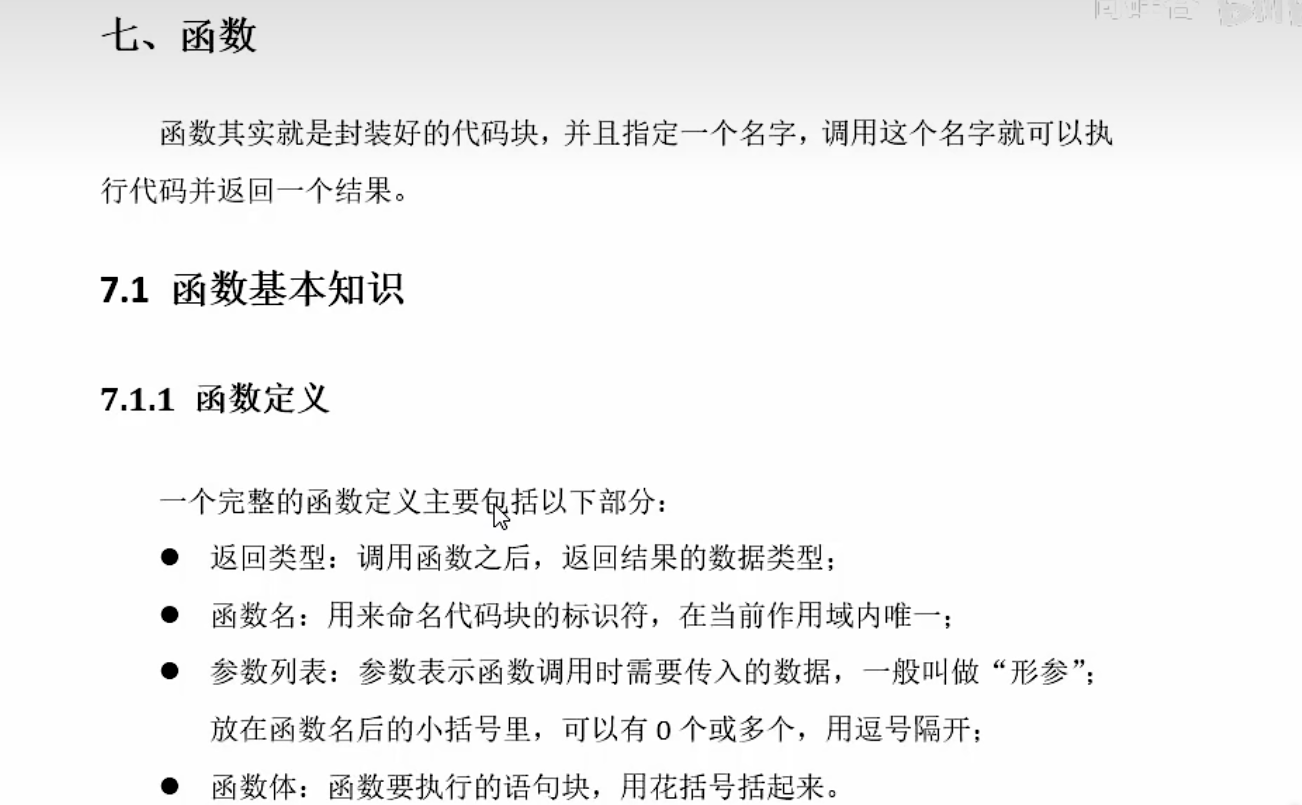 七、函数
函数其实就是封装好的代码块，并且指定一个名字，调用这个名字就可以执
行代码并返回一个结果。
7.1 函数基本知识
7.1.1 函数定义
一个完整的函数定义主要包括以下部分：
● 返回类型：调用函数之后，返回结果的数据类型；
● 函数名：用来命名代码块的标识符，在当前作用域内唯一；
● 参数列表：参数表示函数调用时需要传入的数据，一般叫做“形参”；
放在函数名后的小括号里，可以有 0 个或多个，用逗号隔开；
● 函数体：函数要执行的语句块，用花括号括起来。